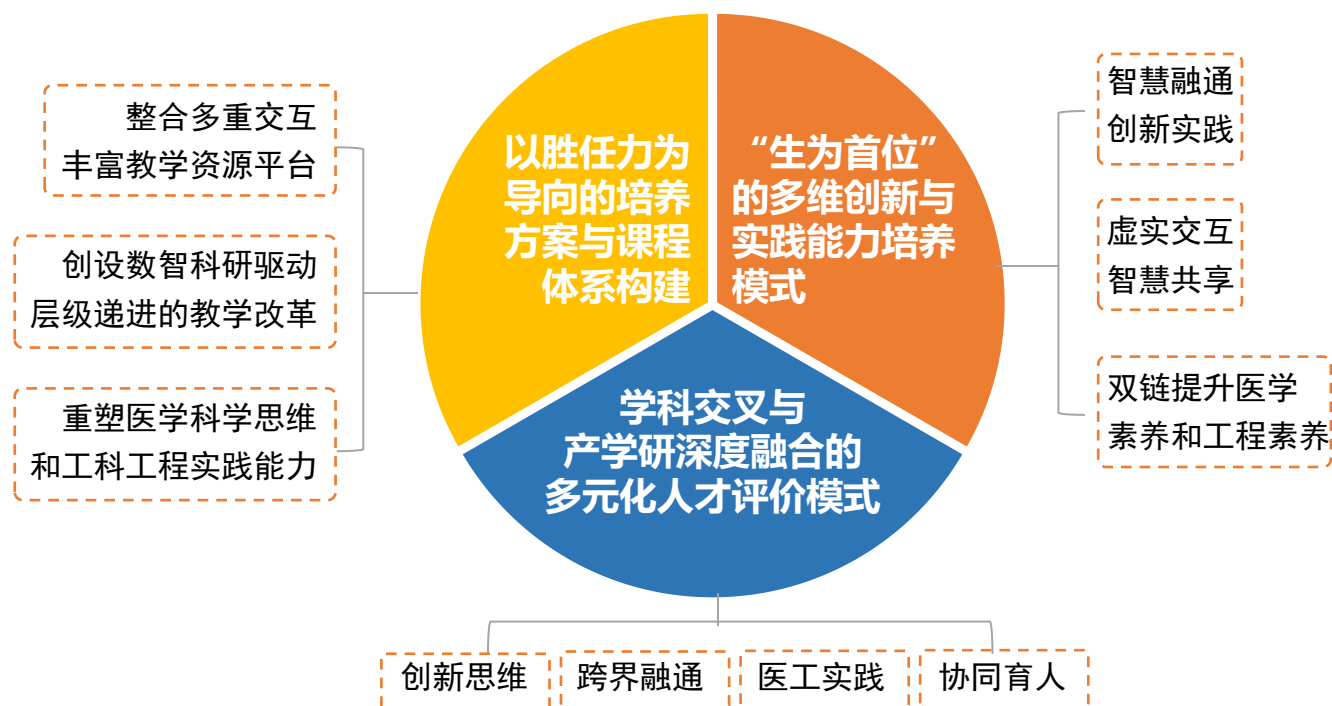 整合多重交互
丰富教学资源平台
创设数智科研驱动
层级递进的教学改革
重塑医学科学思维
和工科工程实践能力
以胜任力为
导向的培养
方案与课程
体系构建
“生为首位”
的多维创新与
实践能力培养
模式
学科交叉与
产学研深度融合的
多元化人才评价模式
智慧融通
创新实践
虚实交互
智慧共享
双链提升医学
素养和工程素养
创新思维
跨界融通
医工实践
协同育人